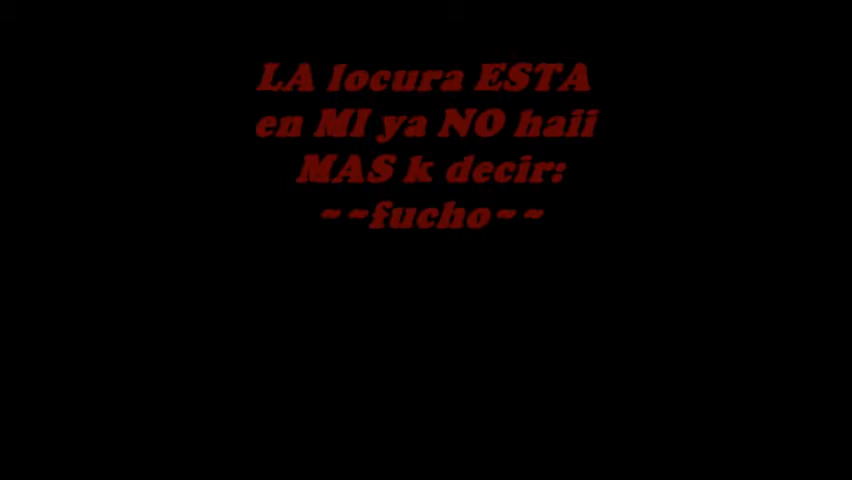 LA locura ESTA
en MI ya NO haii
MAS k decir:
~~fucho~~